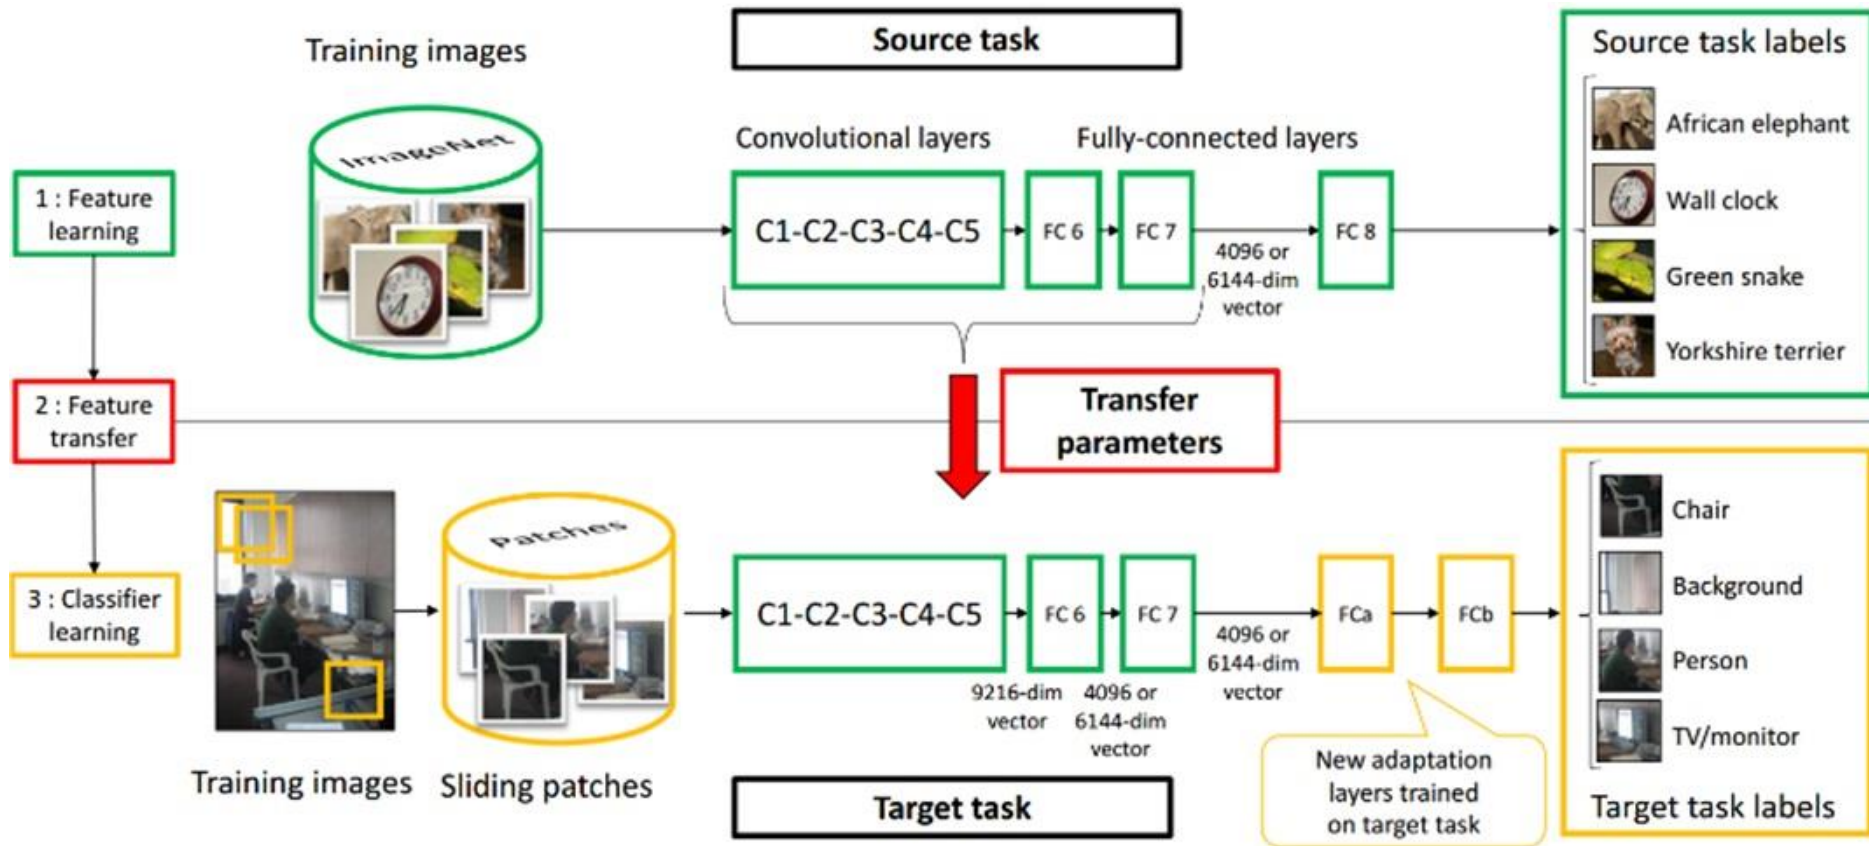 Source task
Training images
Source task labels
ImageNet
Convolutional layers
Fully-connected layers
African elephant
Wall clock
Green snake
Yorkshire terrier
1 : Feature
learning
C1-C2-C3-C4-C5
FC 6
FC 7
4096 or
6144-dim
vector
FC 8
2 : Feature
transfer
Transfer
parameters
3 : Classifier
learning
Patches
C1-C2-C3-C4-C5
FC 6
FC 7
4096 or
6144-dim
vector
FCa
FCb
9216-dim
vector
4096 or
6144-dim
vector
Chair
Background
Person
TV/monitor
Training images
Sliding patches
Target task
New adaptation
layers trained
on target task
Target task labels